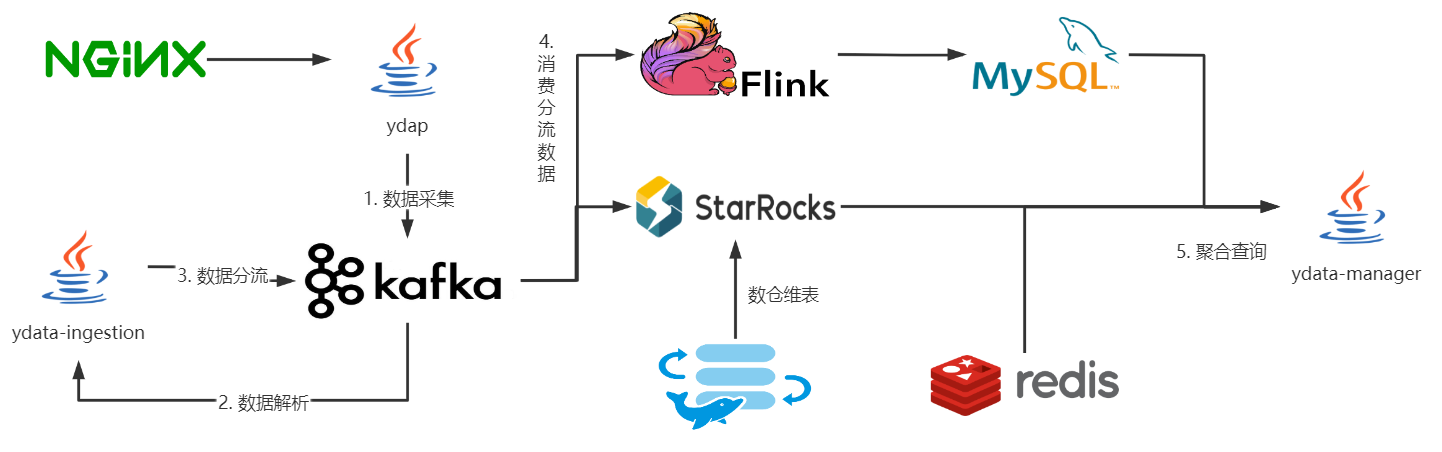 NGiNX
ydap
1. 数据采集
ydata-ingestion
3. 数据分流
kafka
2. 数据解析
4.
消
费
分
流
数
据
Flink
MySQL™
StarRocks
数仓维表
redis
5. 聚合查询
ydata-manager